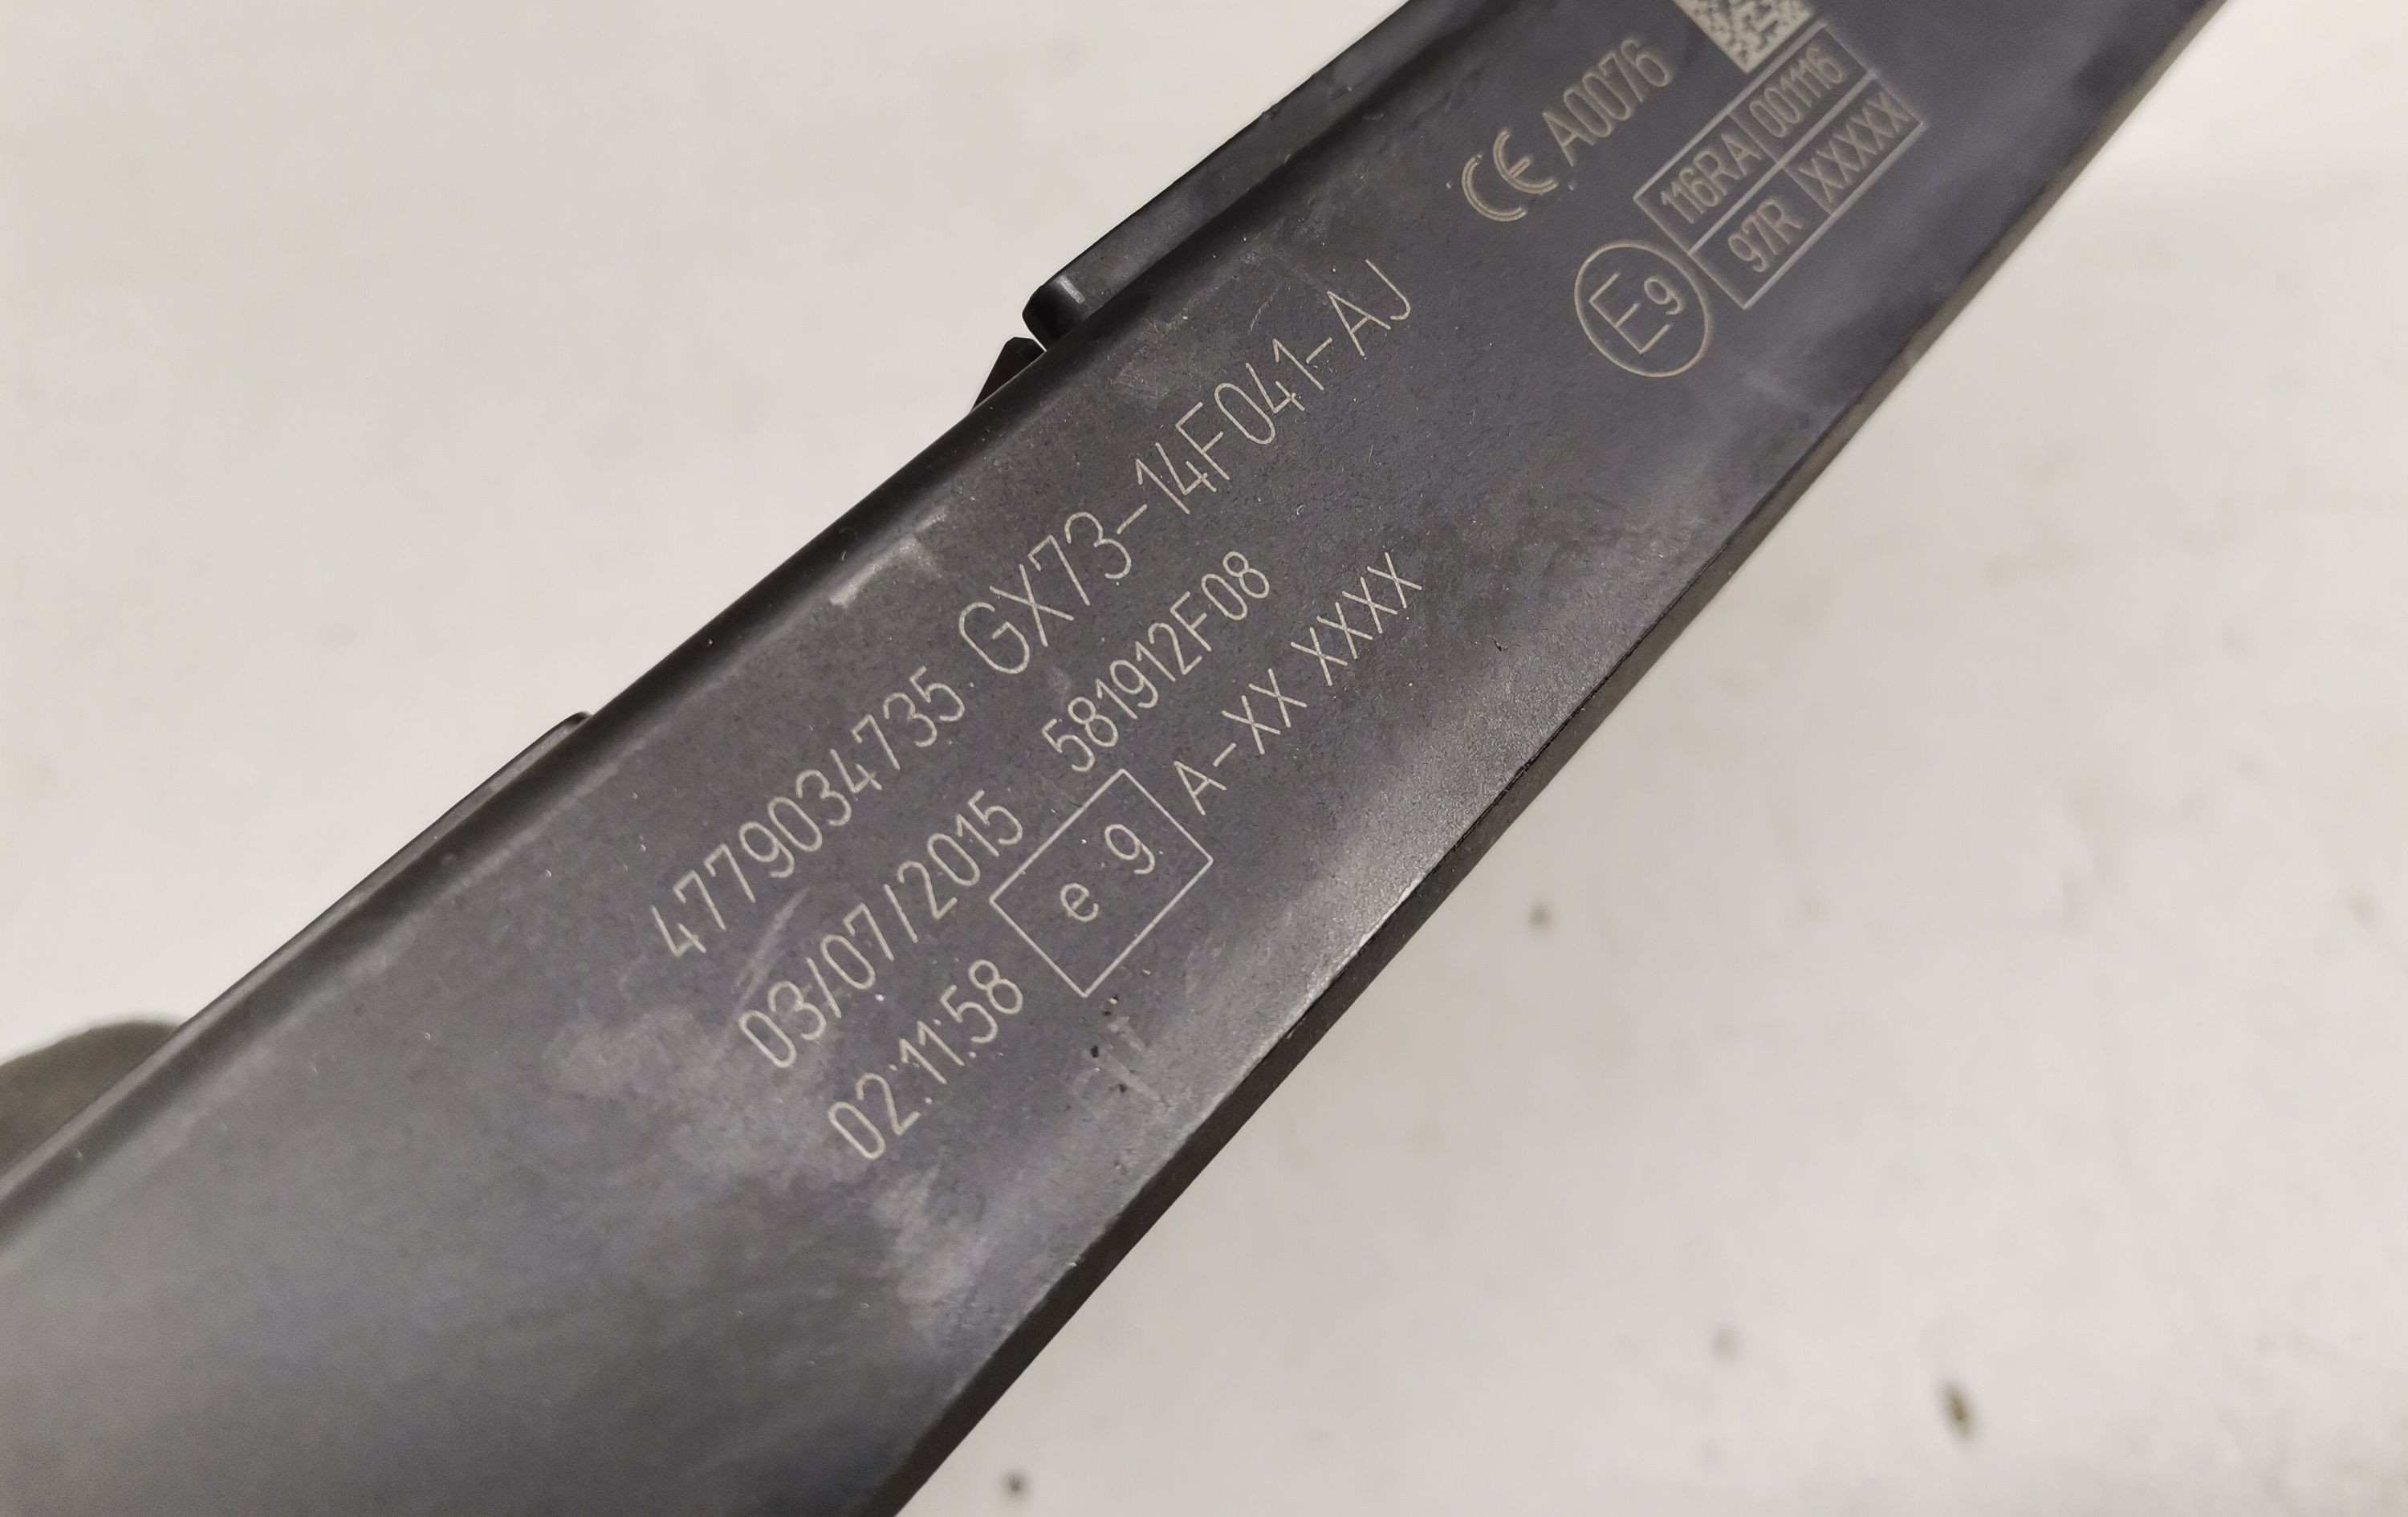 4779034735 GX73-14F041-AJ
03/07/2015 581912F08
02:11:58 e 9 A-XX XXXX
CE A0076
E9
116RA 001116
97R XXXXX